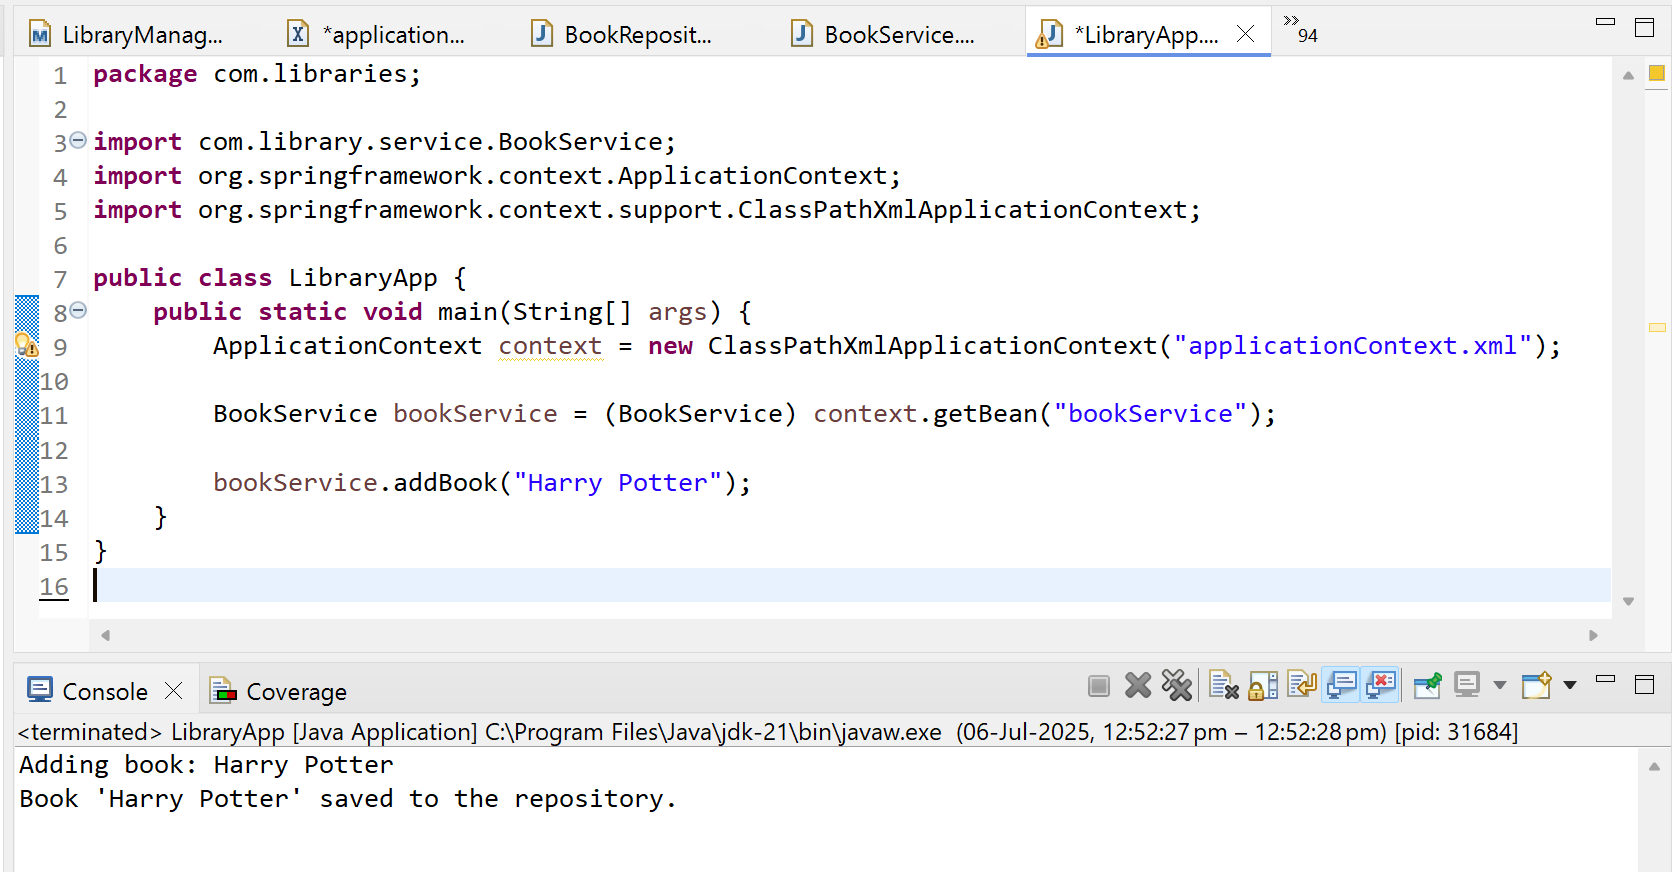 LibraryManag... *application... BookReposit... BookService.... *LibraryApp.... 94
1 package com.libraries;
2
3 import com.library.service.BookService;
4 import org.springframework.context.ApplicationContext;
5 import org.springframework.context.support.ClassPathXmlApplicationContext;
6
7 public class LibraryApp {
8     public static void main(String[] args) {
9         ApplicationContext context = new ClassPathXmlApplicationContext("applicationContext.xml");
10
11         BookService bookService = (BookService) context.getBean("bookService");
12
13         bookService.addBook("Harry Potter");
14     }
15 }
16
Console Coverage
<terminated> LibraryApp [Java Application] C:\Program Files\Java\jdk-21\bin\javaw.exe (06-Jul-2025, 12:52:27 pm – 12:52:28 pm) [pid: 31684]
Adding book: Harry Potter
Book 'Harry Potter' saved to the repository.